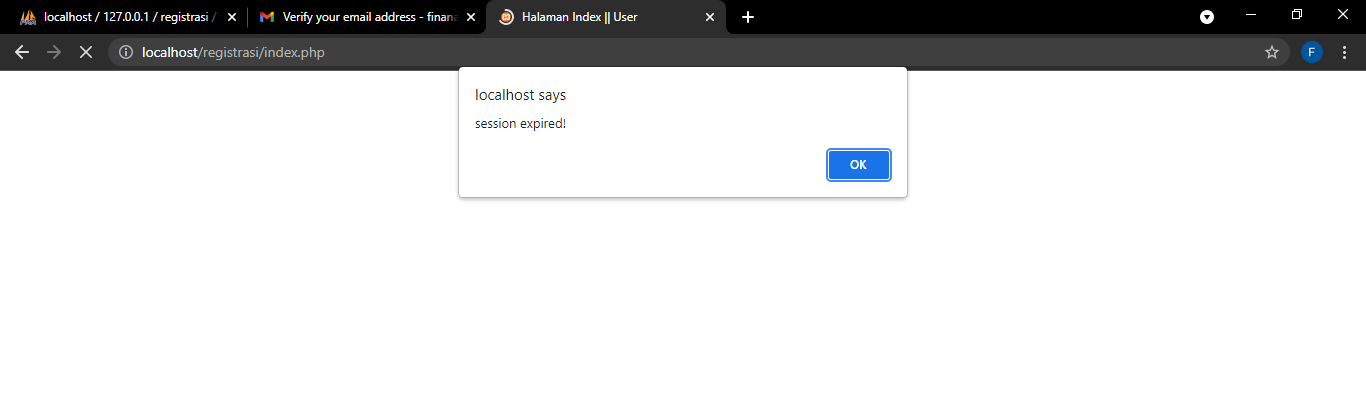 localhost / 127.0.0.1 / registrasi /
Verify your email address - finana
Halaman Index || User
localhost/registrasi/index.php
F
localhost says
session expired!
OK